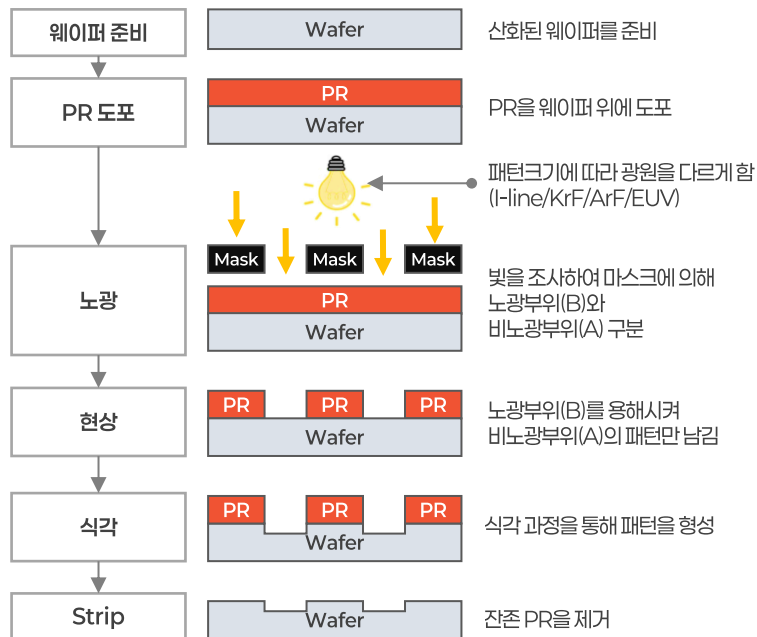 웨이퍼 준비
Wafer
산화된 웨이퍼를 준비
PR 도포
PR
Wafer
PR을 웨이퍼 위에 도포
패턴크기에 따라 광원을 다르게 함
(I-line/KrF/ArF/EUV)
노광
Mask
Mask
Mask
PR
Wafer
빛을 조사하여 마스크에 의해
노광부위(B)와
비노광부위(A) 구분
현상
PR
PR
PR
Wafer
노광부위(B)를 용해시켜
비노광부위(A)의 패턴만 남김
식각
PR
PR
PR
Wafer
식각 과정을 통해 패턴을 형성
Strip
Wafer
잔존 PR을 제거